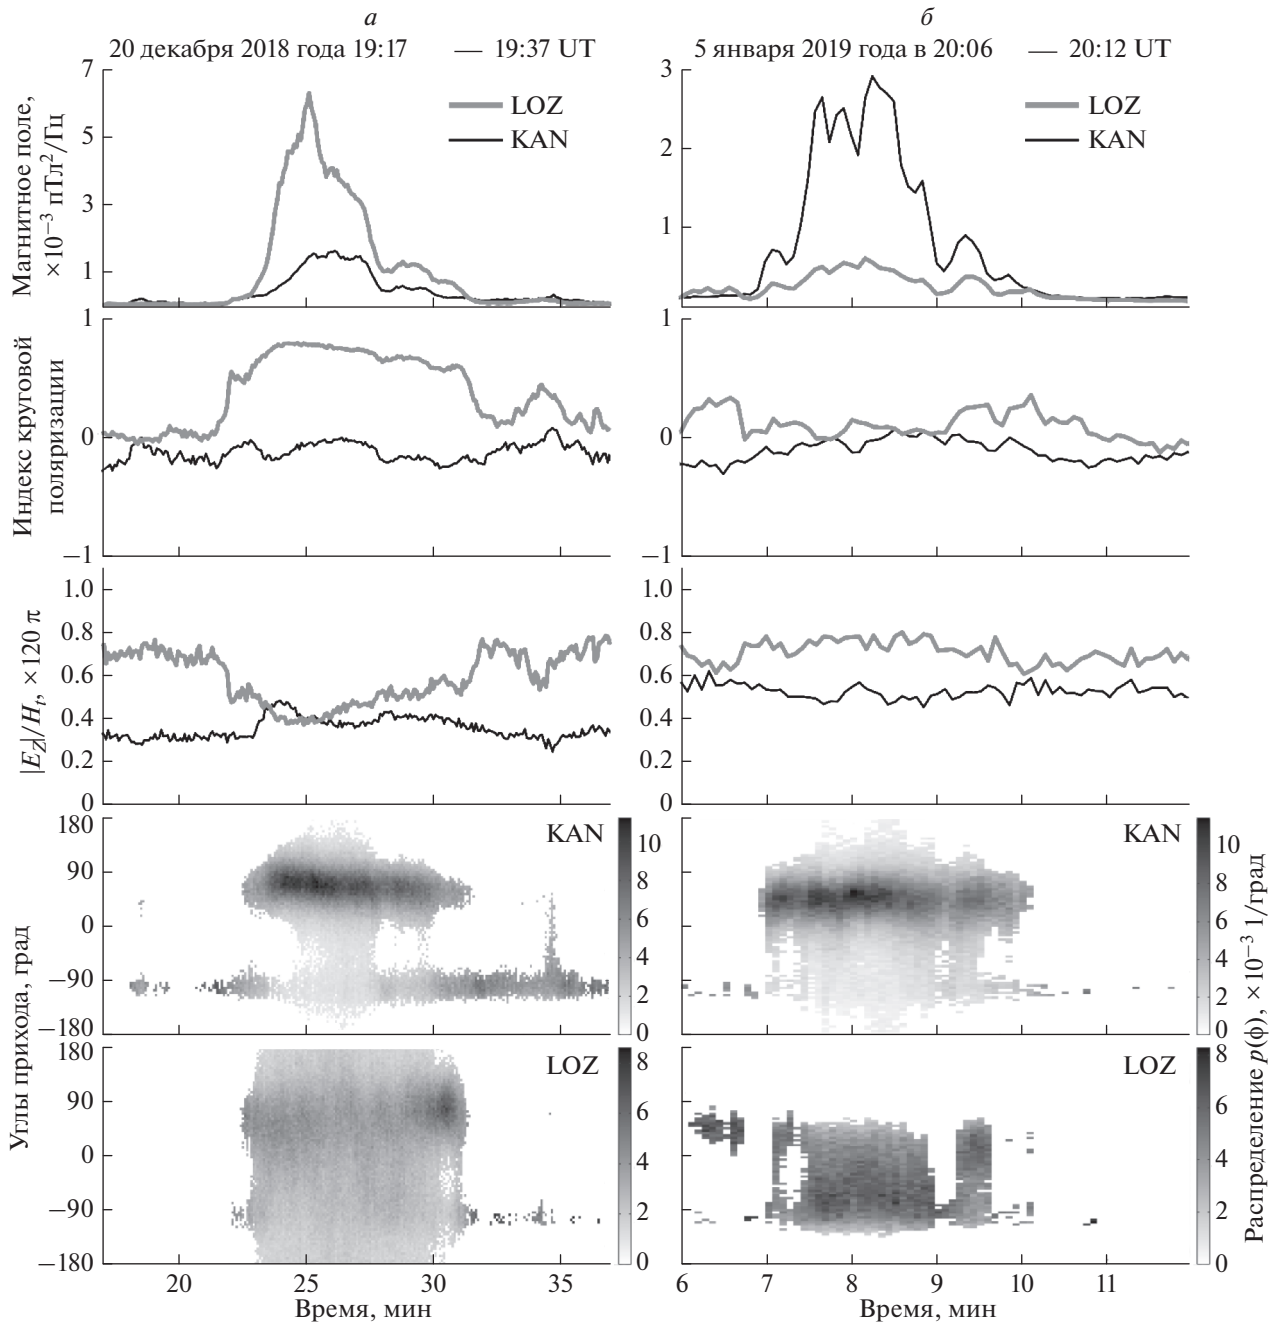 а
20 декабря 2018 года 19:17 — 19:37 UT
Магнитное поле,
×10⁻³ пТл²/Гц
7
5
3
1
LOZ
KAN
Индекс круговой
поляризации
1
0
−1
|E_Z|/H_τ, ×120 π
1.0
0.8
0.6
0.4
0.2
0
Углы прихода, град
180
90
0
−90
−180
KAN
10
8
6
4
2
0
180
90
0
−90
−180
LOZ
8
6
4
2
0
20 25 30 35
Время, мин
б
5 января 2019 года в 20:06 — 20:12 UT
3
2
1
LOZ
KAN
1
0
−1
1.0
0.8
0.6
0.4
0.2
0
KAN
10
8
6
4
2
0
LOZ
8
6
4
2
0
Распределение p(ϕ), ×10⁻³ 1/град
6 7 8 9 10 11
Время, мин